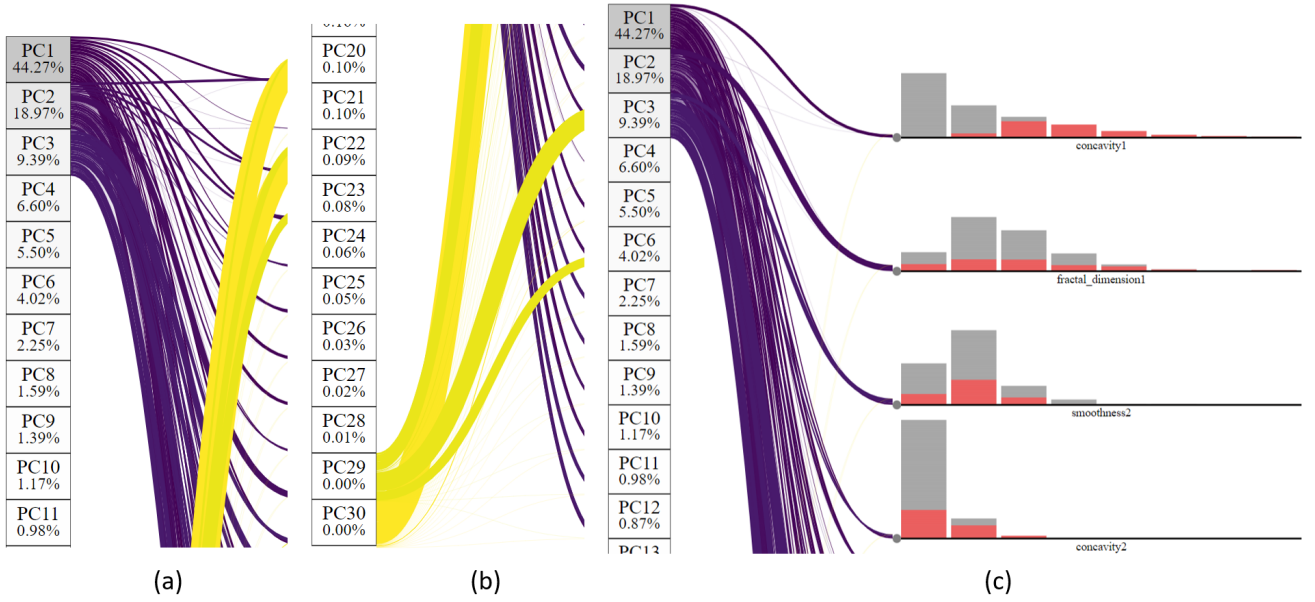 PC1
44.27%
PC2
18.97%
PC3
9.39%
PC4
6.60%
PC5
5.50%
PC6
4.02%
PC7
2.25%
PC8
1.59%
PC9
1.39%
PC10
1.17%
PC11
0.98%
(a)
0.10%
PC20
0.10%
PC21
0.10%
PC22
0.09%
PC23
0.08%
PC24
0.06%
PC25
0.05%
PC26
0.03%
PC27
0.02%
PC28
0.01%
PC29
0.00%
PC30
0.00%
(b)
PC1
44.27%
PC2
18.97%
PC3
9.39%
PC4
6.60%
PC5
5.50%
PC6
4.02%
PC7
2.25%
PC8
1.59%
PC9
1.39%
PC10
1.17%
PC11
0.98%
PC12
0.87%
PC13
concavity1
fractal_dimension1
smoothness2
concavity2
(c)